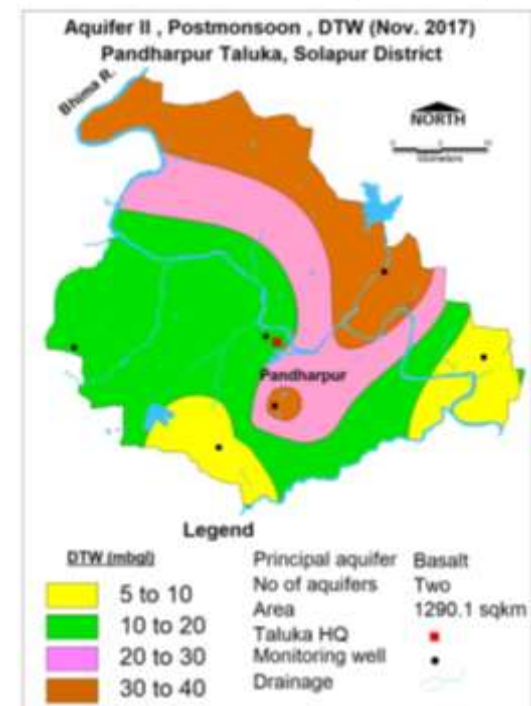 Aquifer II , Postmonsoon , DTW (Nov. 2017)
Pandharpur Taluka, Solapur District
Bhima R.
NORTH
Pandharpur
Legend
DTW (mbgl)
5 to 10
10 to 20
20 to 30
30 to 40
Principal aquifer Basalt
No of aquifers Two
Area 1290.1 sqkm
Taluka HQ
Monitoring well
Drainage